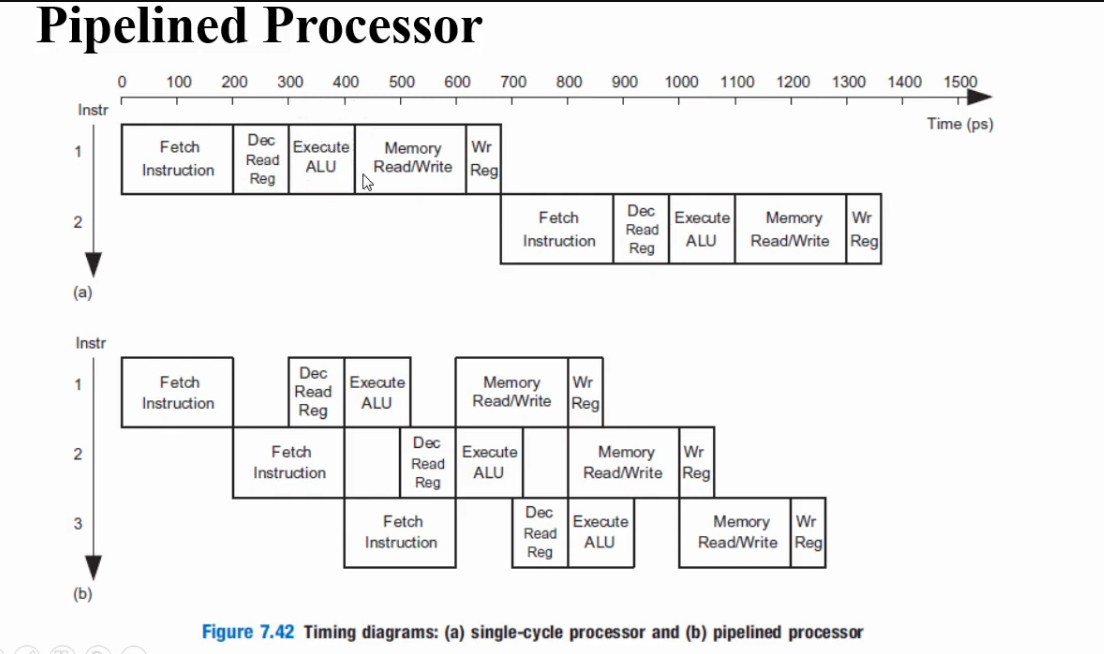 Pipelined Processor
0 100 200 300 400 500 600 700 800 900 1000 1100 1200 1300 1400 1500
Instr
Time (ps)
1
Fetch
Instruction
Dec
Read
Reg
Execute
ALU
Memory
Read/Write
Wr
Reg
2
Fetch
Instruction
Dec
Read
Reg
Execute
ALU
Memory
Read/Write
Wr
Reg
(a)
Instr
1
Fetch
Instruction
Dec
Read
Reg
Execute
ALU
Memory
Read/Write
Wr
Reg
2
Fetch
Instruction
Dec
Read
Reg
Execute
ALU
Memory
Read/Write
Wr
Reg
3
Fetch
Instruction
Dec
Read
Reg
Execute
ALU
Memory
Read/Write
Wr
Reg
(b)
Figure 7.42 Timing diagrams: (a) single-cycle processor and (b) pipelined processor